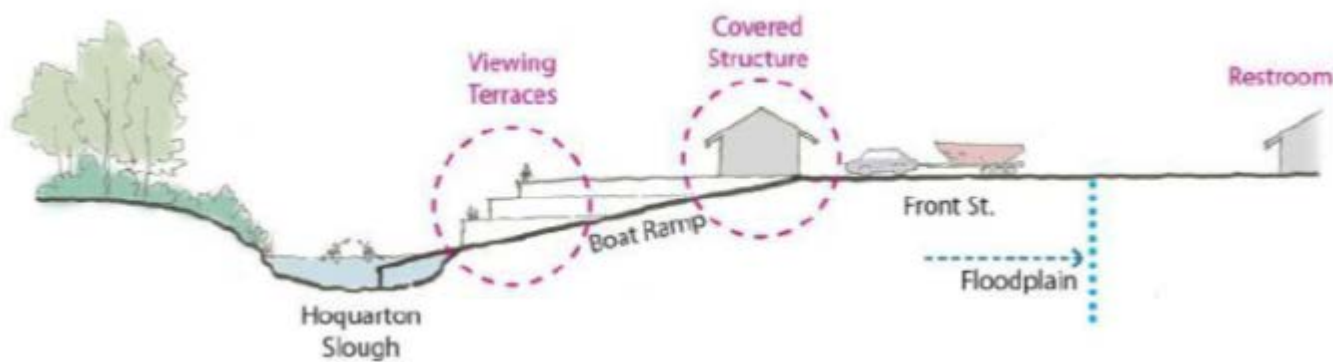 Viewing
Terraces
Covered
Structure
Restroom
Boat Ramp
Front St.
Floodplain
Hoquarton
Slough